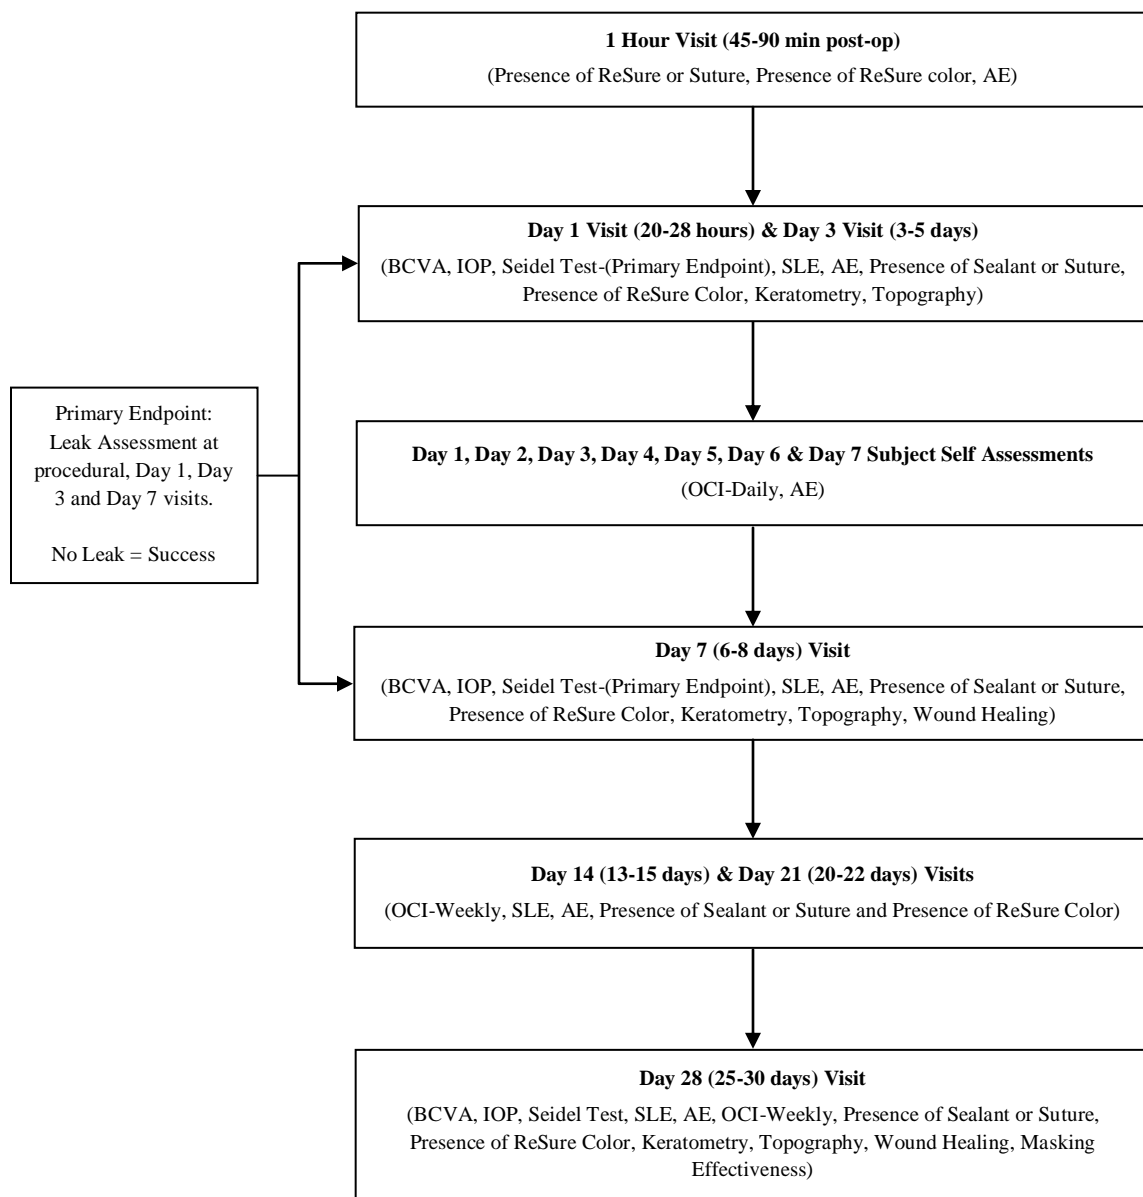 1 Hour Visit (45-90 min post-op)
(Presence of ReSure or Suture, Presence of ReSure color, AE)
Day 1 Visit (20-28 hours) & Day 3 Visit (3-5 days)
(BCVA, IOP, Seidel Test-(Primary Endpoint), SLE, AE, Presence of Sealant or Suture,
Presence of ReSure Color, Keratometry, Topography)
Primary Endpoint:
Leak Assessment at
procedural, Day 1, Day
3 and Day 7 visits.
No Leak = Success
Day 1, Day 2, Day 3, Day 4, Day 5, Day 6 & Day 7 Subject Self Assessments
(OCI-Daily, AE)
Day 7 (6-8 days) Visit
(BCVA, IOP, Seidel Test-(Primary Endpoint), SLE, AE, Presence of Sealant or Suture,
Presence of ReSure Color, Keratometry, Topography, Wound Healing)
Day 14 (13-15 days) & Day 21 (20-22 days) Visits
(OCI-Weekly, SLE, AE, Presence of Sealant or Suture and Presence of ReSure Color)
Day 28 (25-30 days) Visit
(BCVA, IOP, Seidel Test, SLE, AE, OCI-Weekly, Presence of Sealant or Suture,
Presence of ReSure Color, Keratometry, Topography, Wound Healing, Masking
Effectiveness)